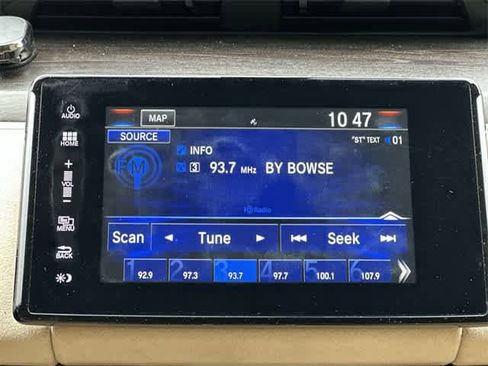 AUDIO
MAP
10 47
SOURCE
"ST" TEXT 01
HOME
INFO
FM
3 93.7 MHz BY BOWSE
+
VOL
-
MENU
HD Radio
BACK
Scan Tune Seek
1 92.9 2 97.3 3 93.7 4 97.7 5 100.1 6 107.9